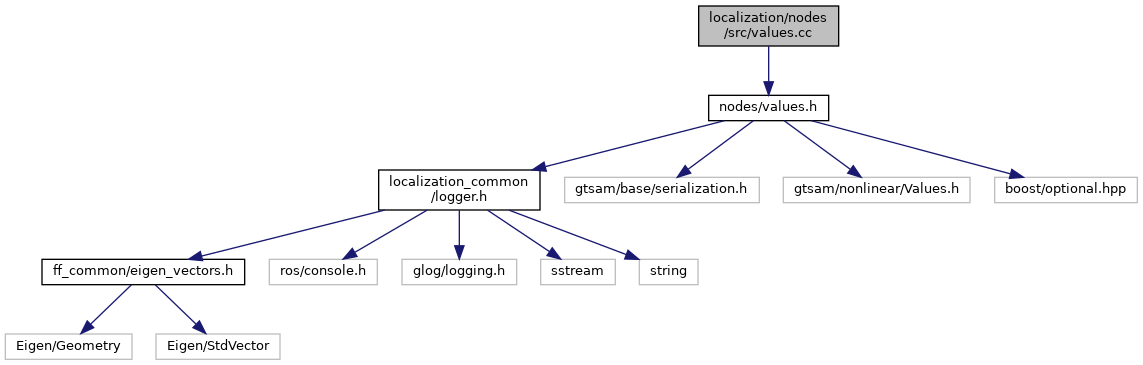 localization/nodes
/src/values.cc
nodes/values.h
localization_common
/logger.h
gtsam/base/serialization.h
gtsam/nonlinear/Values.h
boost/optional.hpp
ff_common/eigen_vectors.h
ros/console.h
glog/logging.h
sstream
string
Eigen/Geometry
Eigen/StdVector